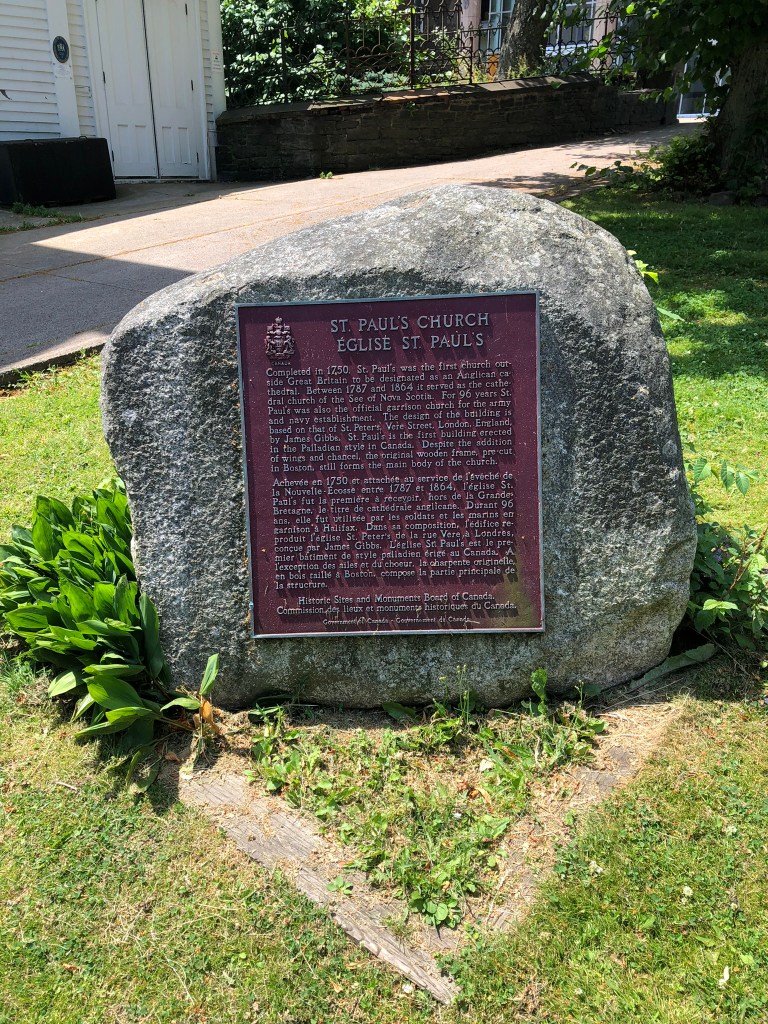 ST. PAUL'S CHURCH
ÉGLISE ST. PAUL'S
Completed in 1750, St. Paul's was the first church out-
side Great Britain to be designated as an Anglican ca-
thedral. Between 1787 and 1864 it served as the cathe-
dral church of the See of Nova Scotia. For 96 years St.
Paul's was also the official garrison church for the army
and navy establishment. The design of the building is
based on that of St. Peter's, Vere Street, London, England,
by James Gibbs. St. Paul's is the first building erected
in the Palladian style in Canada. Despite the addition
of wings and chancel, the original wooden frame, pre-cut
in Boston, still forms the main body of the church.
Achevée en 1750 et attachée au service de l'évêché de
la Nouvelle-Écosse entre 1787 et 1864, l'église St.
Paul's fut la première à recevoir, hors de la Grande-
Bretagne, le titre de cathédrale anglicane. Durant 96
ans, elle fut utilisée par les soldats et les marins en
garnison à Halifax. Dans sa composition, l'édifice re-
produit l'église St. Peter's de la rue Vere à Londres,
conçue par James Gibbs. L'église St. Paul's est le pre-
mier bâtiment de style palladien érigé au Canada. À
l'exception des ailes et du choeur, la charpente originelle,
en bois taillé à Boston, compose la partie principale de
la structure.
Historic Sites and Monuments Board of Canada.
Commission des lieux et monuments historiques du Canada.
Government of Canada - Gouvernement du Canada